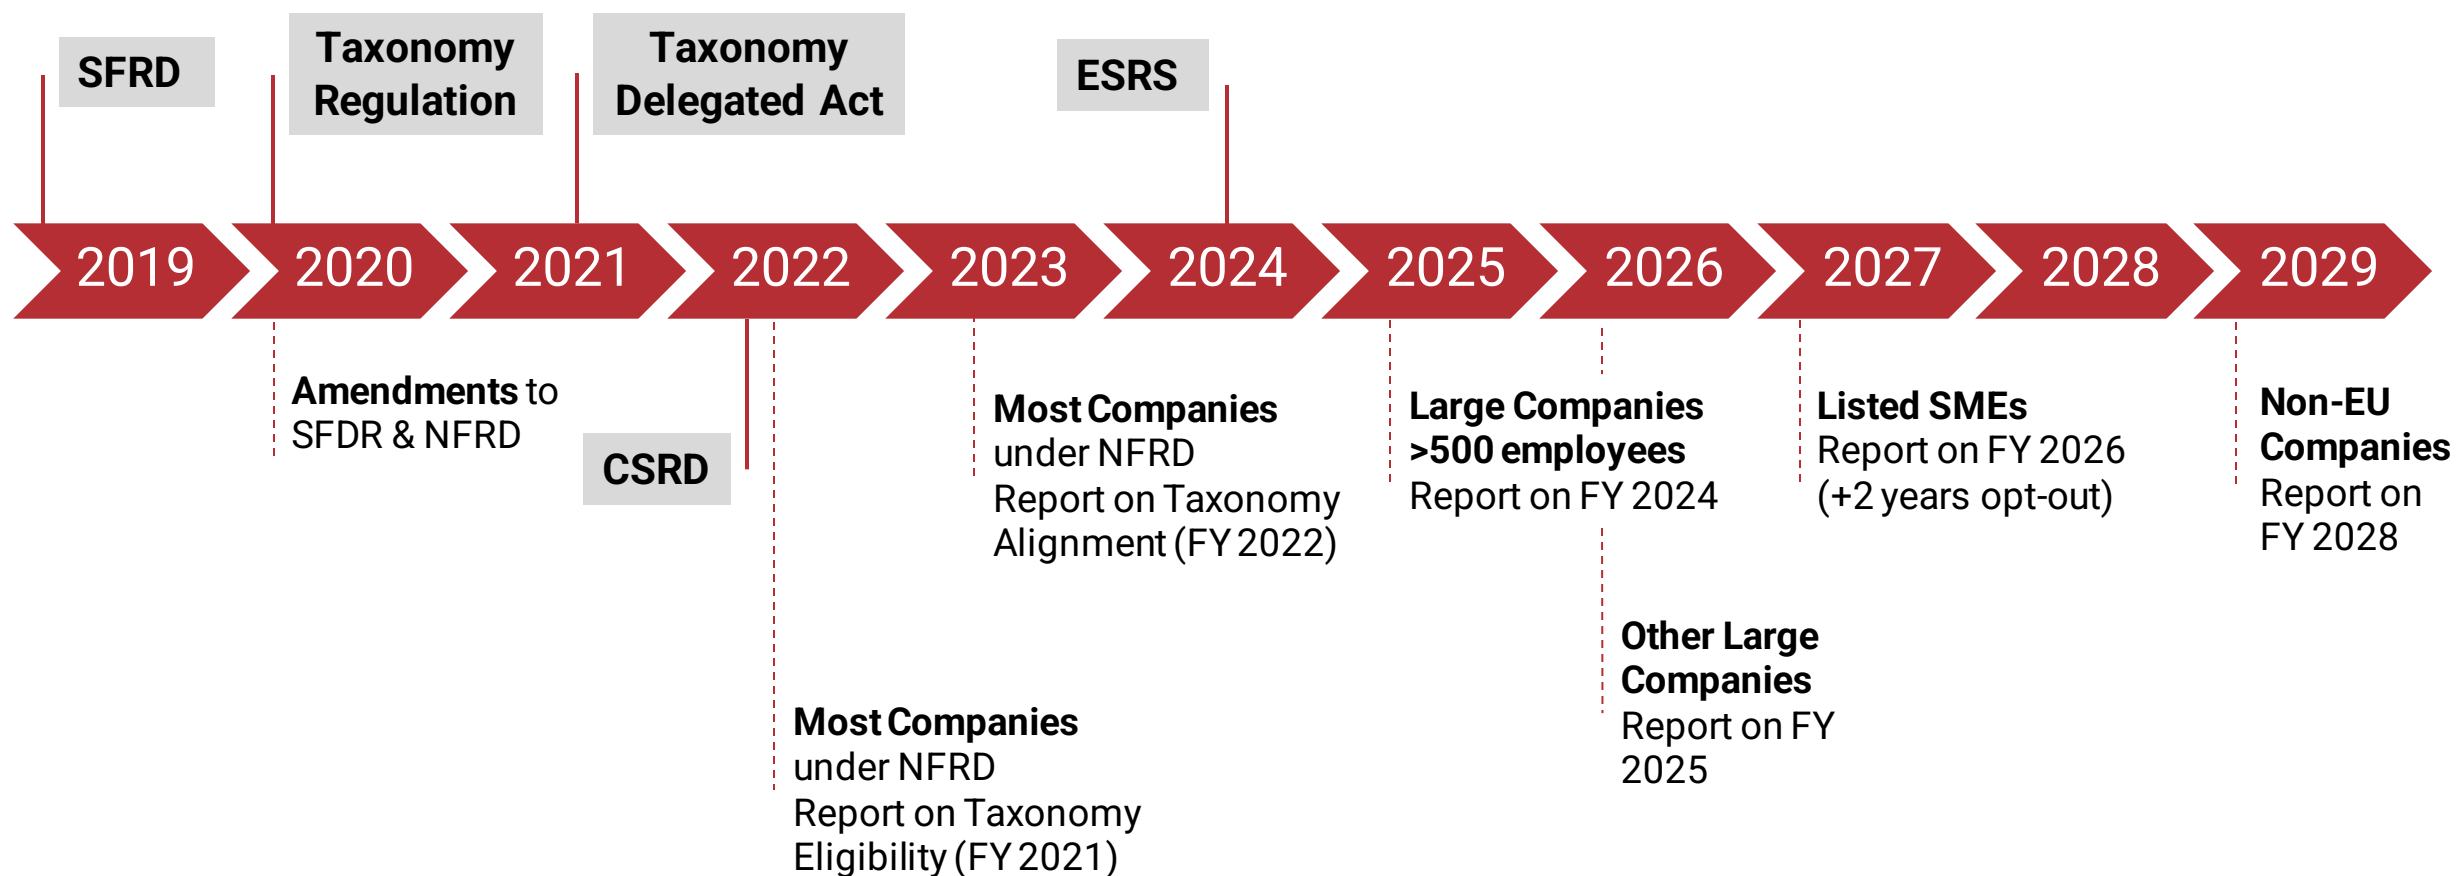 SFRD
Taxonomy
Regulation
Taxonomy
Delegated Act
ESRS
2019
2020
2021
2022
2023
2024
2025
2026
2027
2028
2029
Amendments to
SFDR & NFRD
CSRD
Most Companies
under NFRD
Report on Taxonomy
Eligibility (FY 2021)
Most Companies
under NFRD
Report on Taxonomy
Alignment (FY 2022)
Large Companies
>500 employees
Report on FY 2024
Other Large
Companies
Report on FY
2025
Listed SMEs
Report on FY 2026
(+2 years opt-out)
Non-EU
Companies
Report on
FY 2028